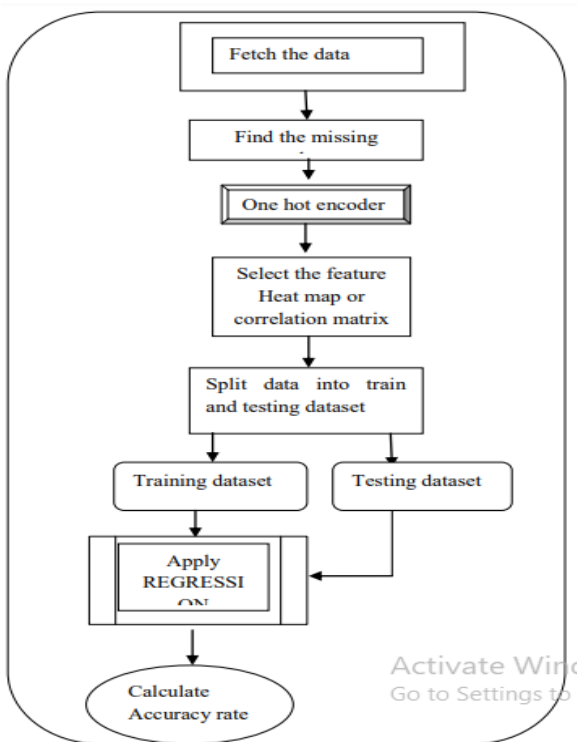 Fetch the data
Find the missing
One hot encoder
Select the feature
Heat map or
correlation matrix
Split data into train
and testing dataset
Training dataset
Testing dataset
Apply
REGRESSI
ON
Calculate
Accuracy rate
Activate Wind
Go to Settings to